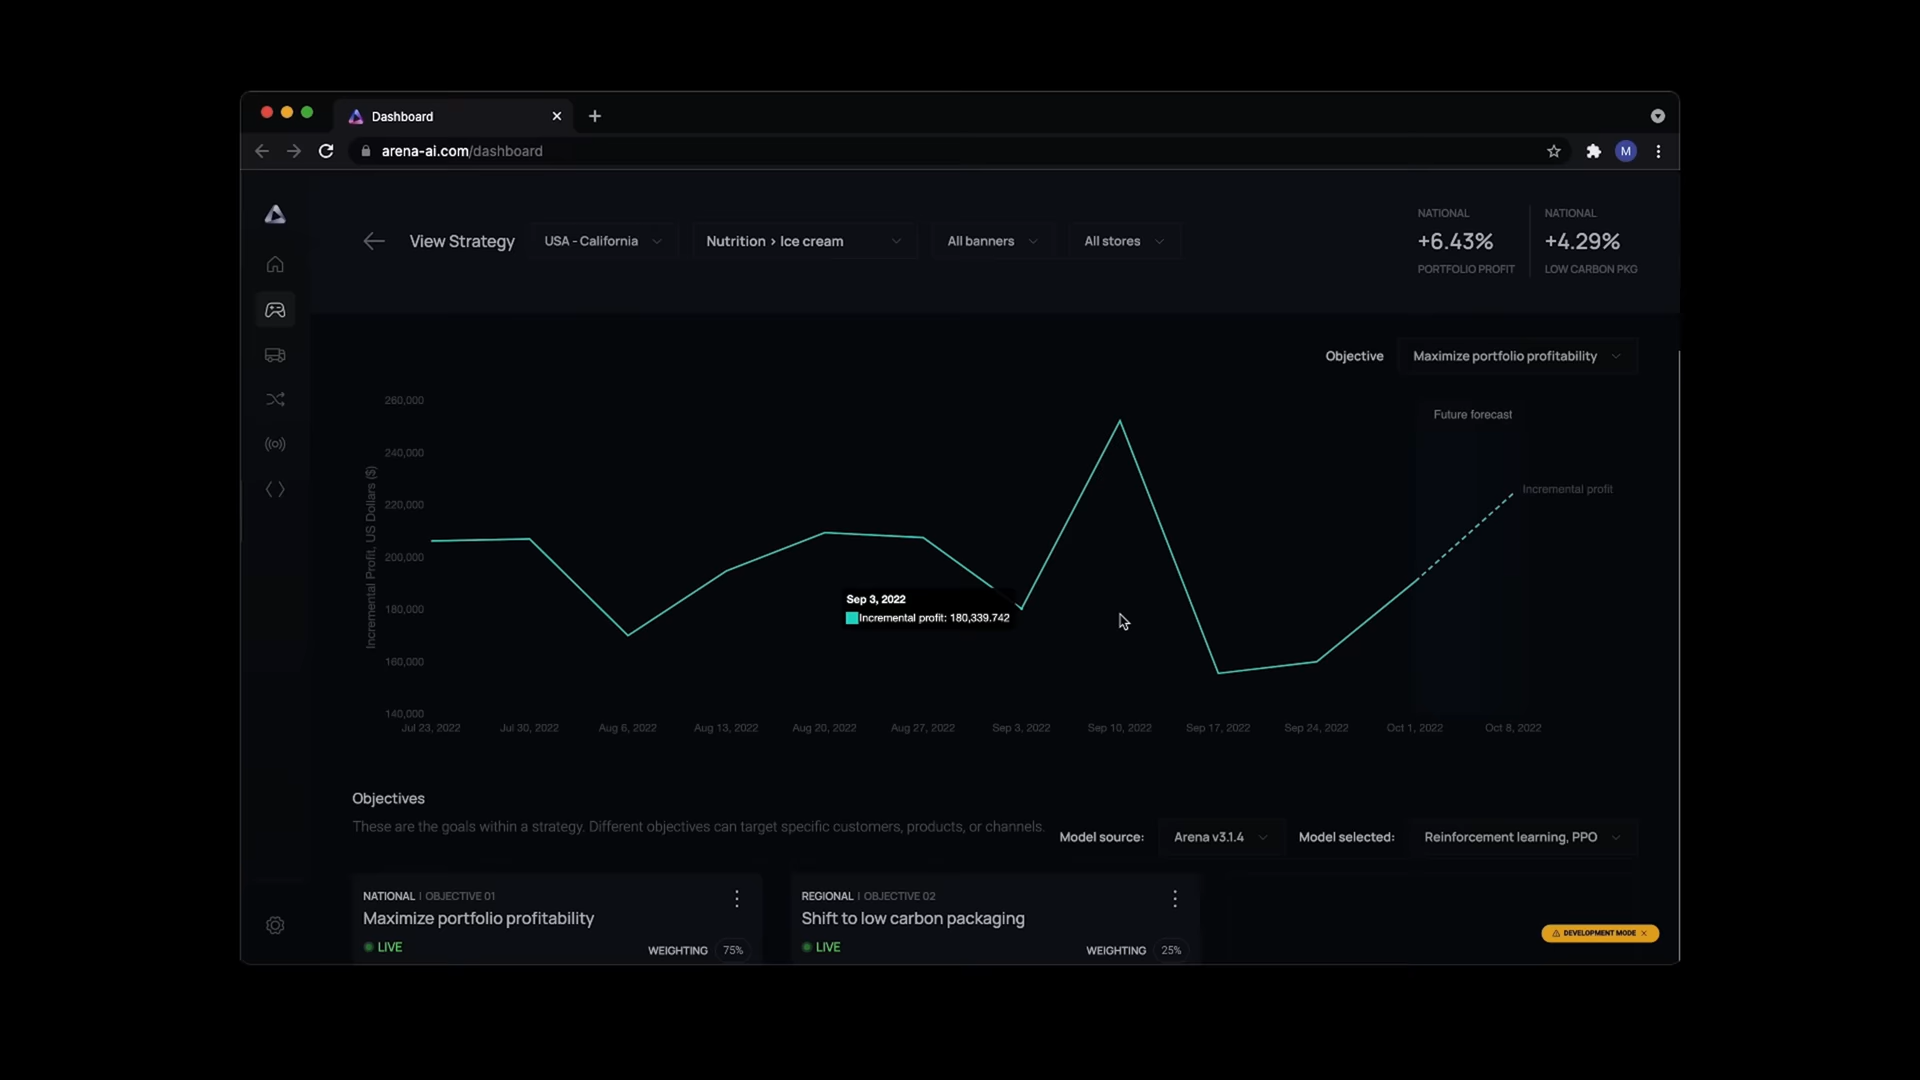 Dashboard
arena-ai.com/dashboard
M
View Strategy
USA - California
Nutrition > Ice cream
All banners
All stores
NATIONAL
+6.43%
PORTFOLIO PROFIT
NATIONAL
+4.29%
LOW CARBON PKG
Objective
Maximize portfolio profitability
Future forecast
Incremental Profit, US Dollars ($)
260,000
240,000
220,000
200,000
180,000
160,000
140,000
Incremental profit
Sep 3, 2022
Incremental profit: 180,339.742
Jul 23, 2022
Jul 30, 2022
Aug 6, 2022
Aug 13, 2022
Aug 20, 2022
Aug 27, 2022
Sep 3, 2022
Sep 10, 2022
Sep 17, 2022
Sep 24, 2022
Oct 1, 2022
Oct 8, 2022
Objectives
These are the goals within a strategy. Different objectives can target specific customers, products, or channels.
Model source:
Arena v3.1.4
Model selected:
Reinforcement learning, PPO
NATIONAL | OBJECTIVE 01
Maximize portfolio profitability
LIVE
WEIGHTING 75%
REGIONAL | OBJECTIVE 02
Shift to low carbon packaging
LIVE
WEIGHTING 25%
DEVELOPMENT MODE